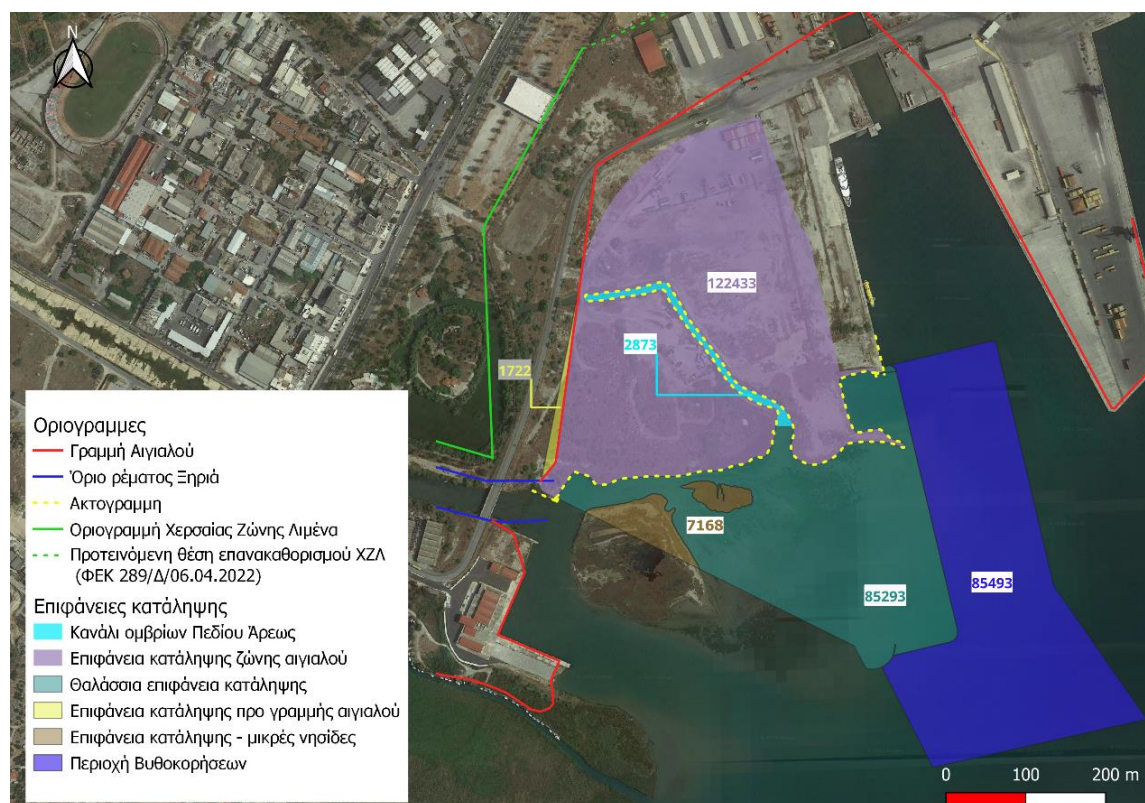 N
122433
2873
1722
7168
85293
85493
Οριογραμμες
Γραμμή Αιγιαλού
Όριο ρέματος Ξηριά
Ακτογραμμη
Οριογραμμή Χερσαίας Ζώνης Λιμένα
Προτεινόμενη θέση επανακαθορισμού ΧΖΛ
(ΦΕΚ 289/Δ/06.04.2022)
Επιφάνειες κατάληψης
Κανάλι ομβρίων Πεδίου Άρεως
Επιφάνεια κατάληψης ζώνης αιγιαλού
Θαλάσσια επιφάνεια κατάληψης
Επιφάνεια κατάληψης προ γραμμής αιγιαλού
Επιφάνεια κατάληψης - μικρές νησίδες
Περιοχή Βυθοκορήσεων
0 100 200 m